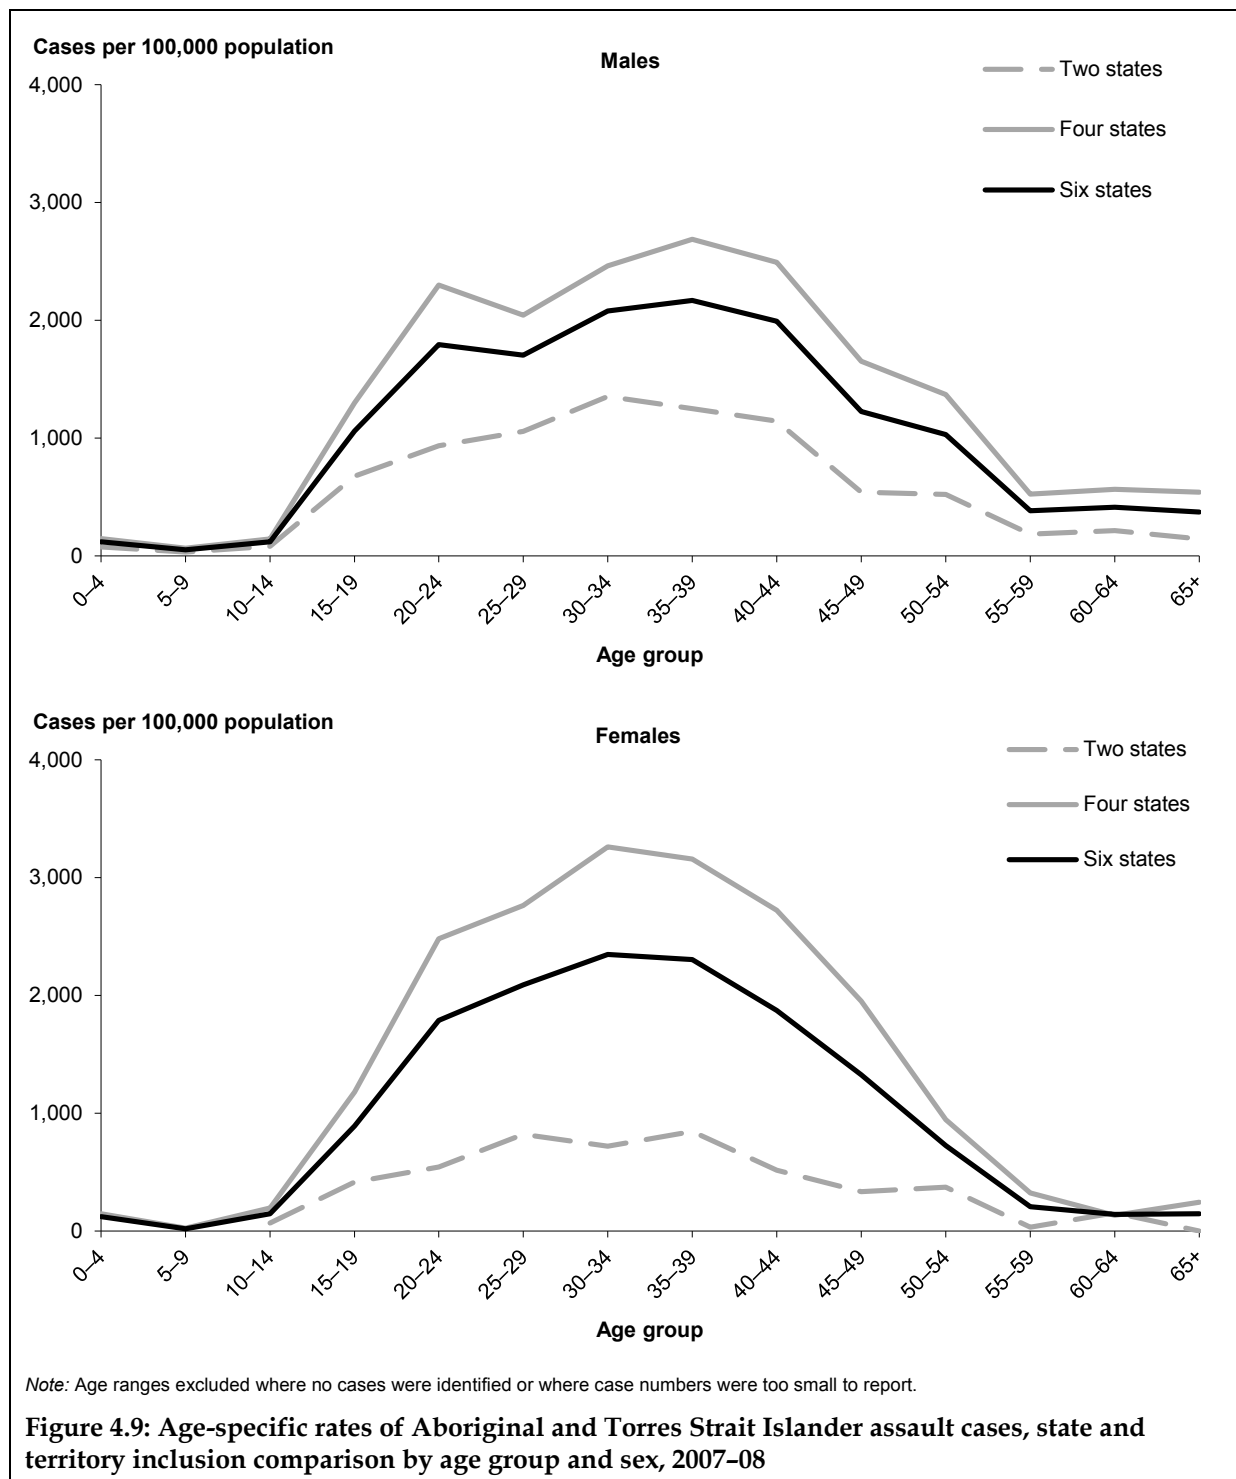 Cases per 100,000 population
Males
Two states
Four states
Six states
4,000
3,000
2,000
1,000
0
0–4
5–9
10–14
15–19
20–24
25–29
30–34
35–39
40–44
45–49
50–54
55–59
60–64
65+
Age group
Cases per 100,000 population
Females
Two states
Four states
Six states
4,000
3,000
2,000
1,000
0
0–4
5–9
10–14
15–19
20–24
25–29
30–34
35–39
40–44
45–49
50–54
55–59
60–64
65+
Age group
Note: Age ranges excluded where no cases were identified or where case numbers were too small to report.
Figure 4.9: Age-specific rates of Aboriginal and Torres Strait Islander assault cases, state and
territory inclusion comparison by age group and sex, 2007–08